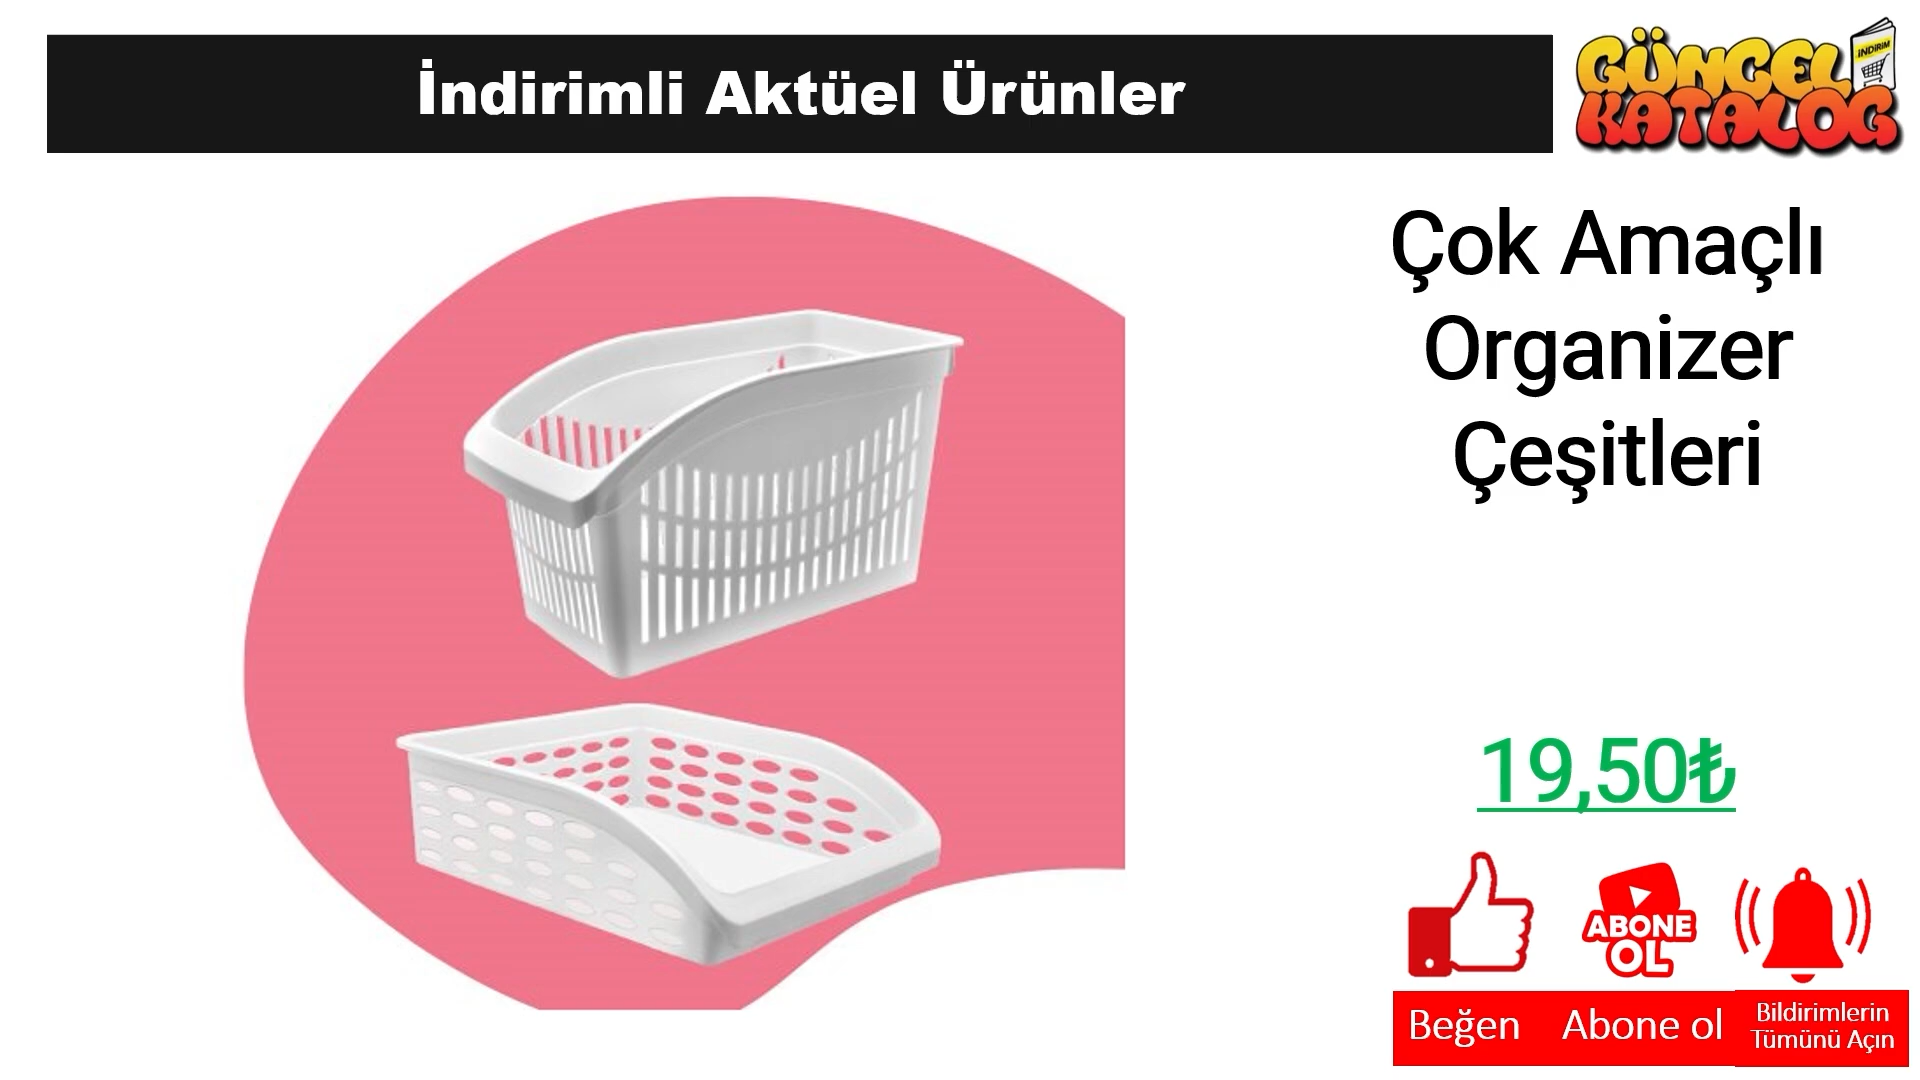 İndirimli Aktüel Ürünler
GÜNCEL
KATALOG
İNDİRİM
Çok Amaçlı
Organizer
Çeşitleri
19,50₺
ABONE
OL
Beğen
Abone ol
Bildirimlerin
Tümünü Açın